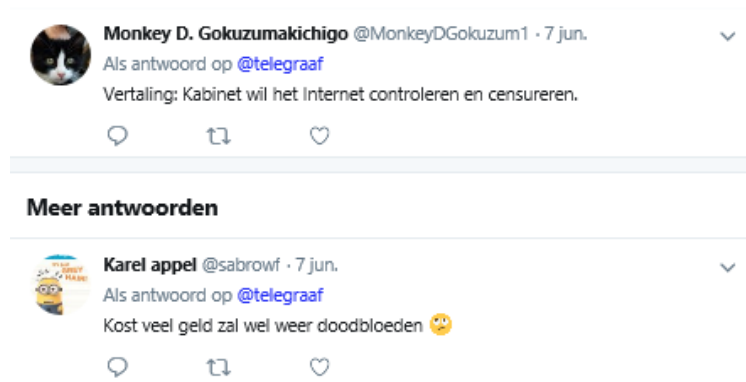 Monkey D. Gokuzumakichigo @MonkeyDGokuzum1 · 7 jun.
Als antwoord op @telegraaf
Vertaling: Kabinet wil het Internet controleren en censureren.
Meer antwoorden
Karel appel @sabrowf · 7 jun.
Als antwoord op @telegraaf
Kost veel geld zal wel weer doodbloeden 🙄